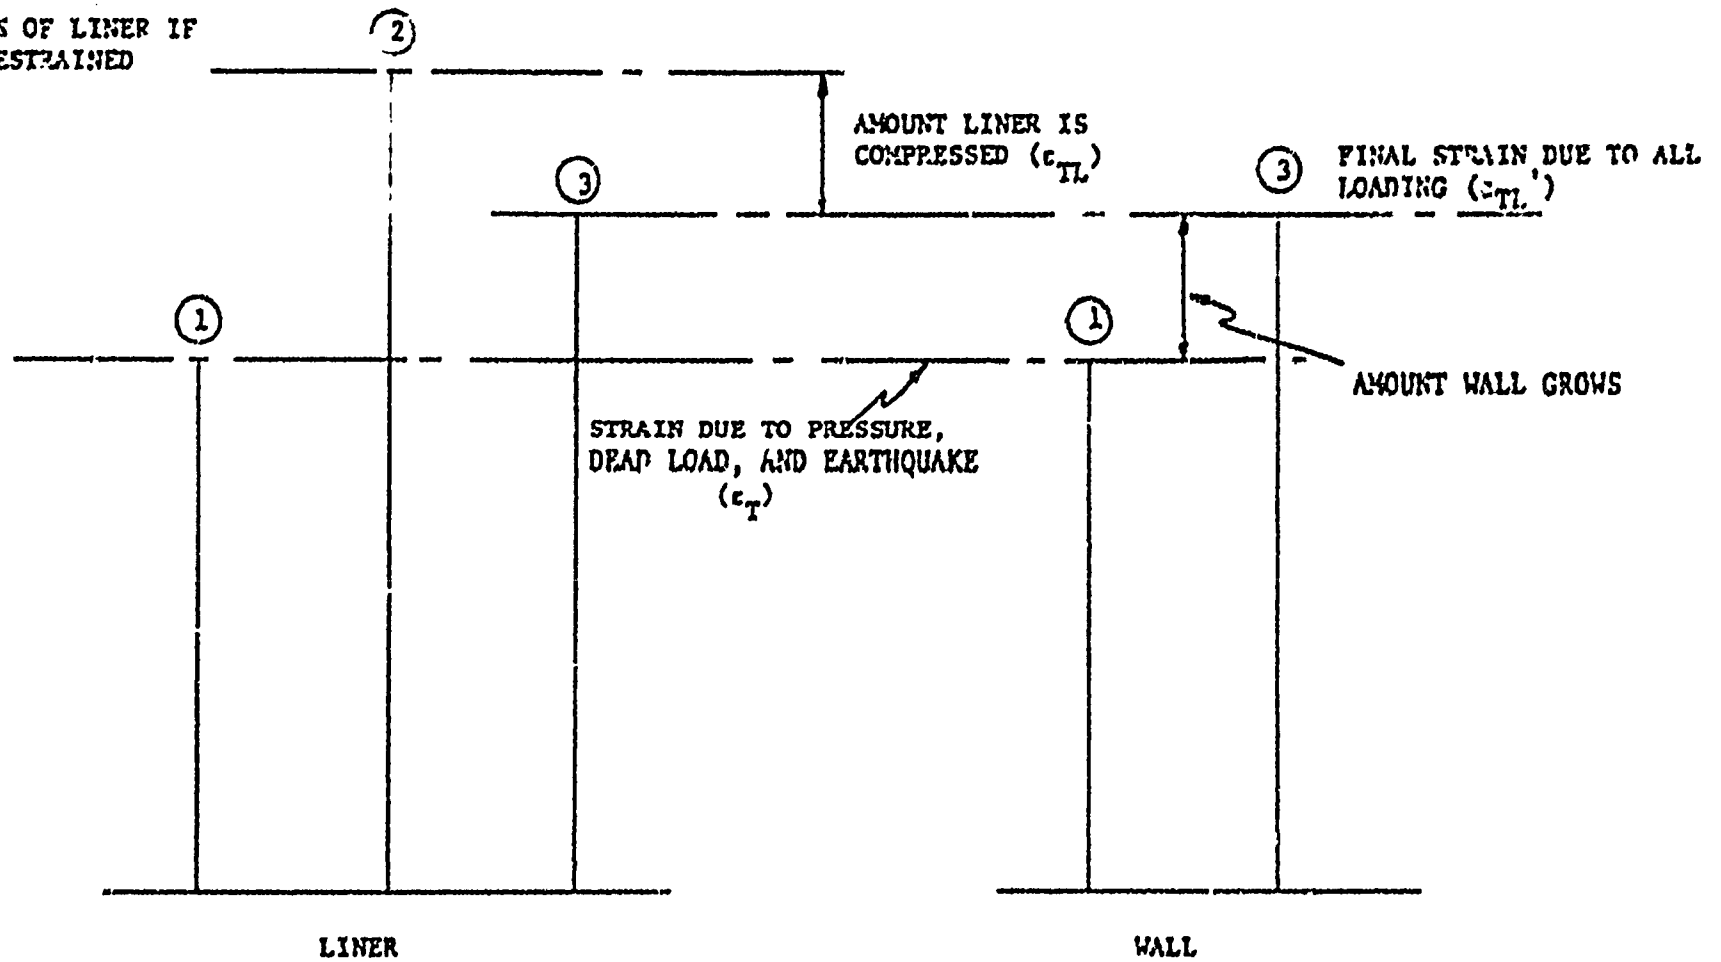 OF LINER IF
ESTRAINED
2
AMOUNT LINER IS
COMPRESSED (ε_TL)
3
3
FINAL STRAIN DUE TO ALL
LOADING (ε_TL')
1
1
AMOUNT WALL GROWS
STRAIN DUE TO PRESSURE,
DEAD LOAD, AND EARTHQUAKE
(ε_T)
LINER
WALL